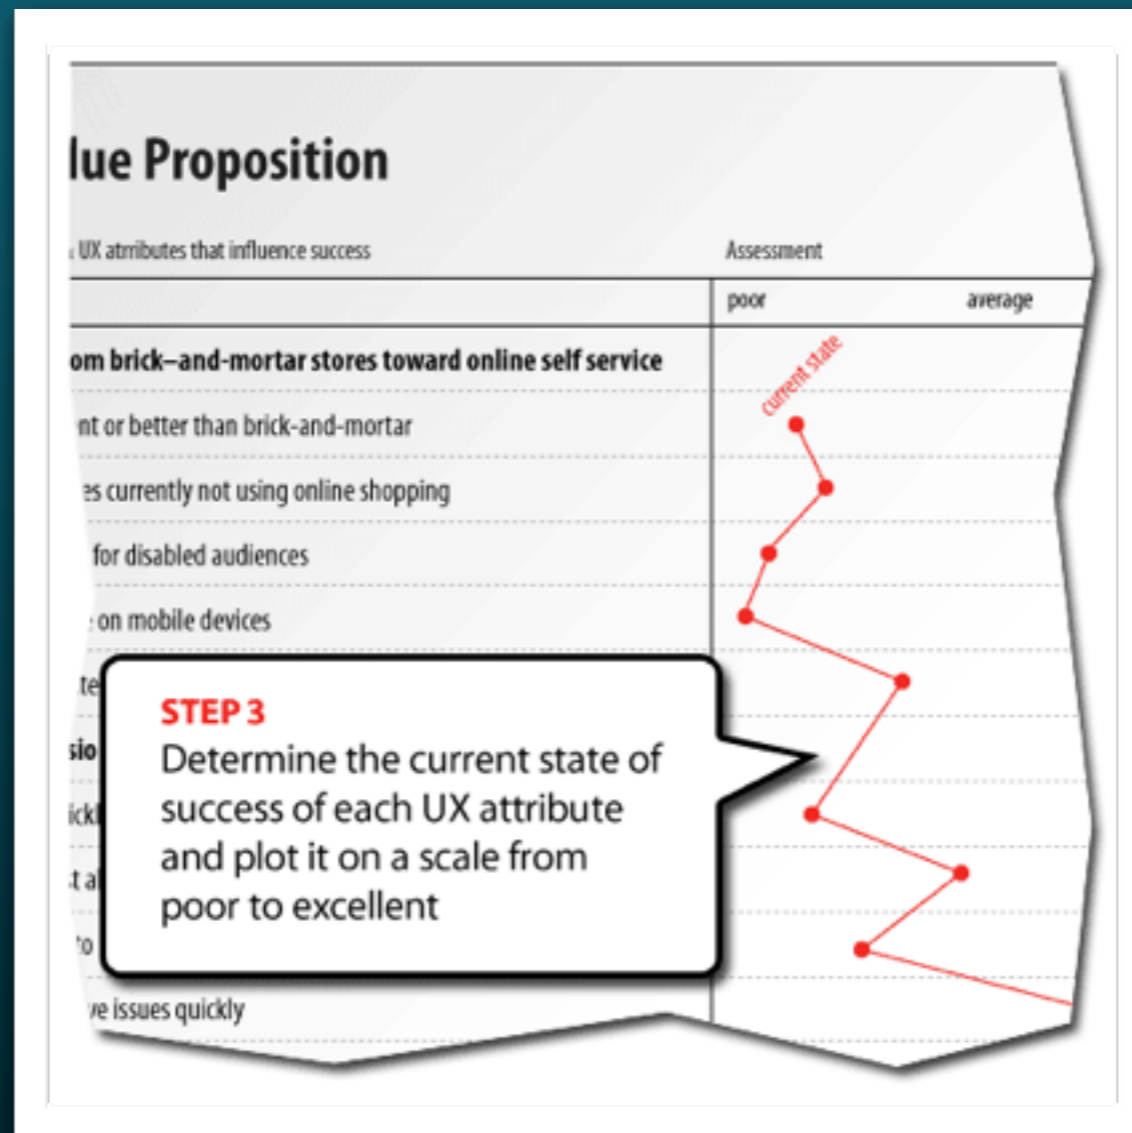 lue Proposition
UX atrributes that influence success
Assessment
poor
average
om brick–and-mortar stores toward online self service
current state
nt or better than brick-and-mortar
es currently not using online shopping
for disabled audiences
on mobile devices
STEP 3
Determine the current state of
success of each UX attribute
and plot it on a scale from
poor to excellent
to
ve issues quickly